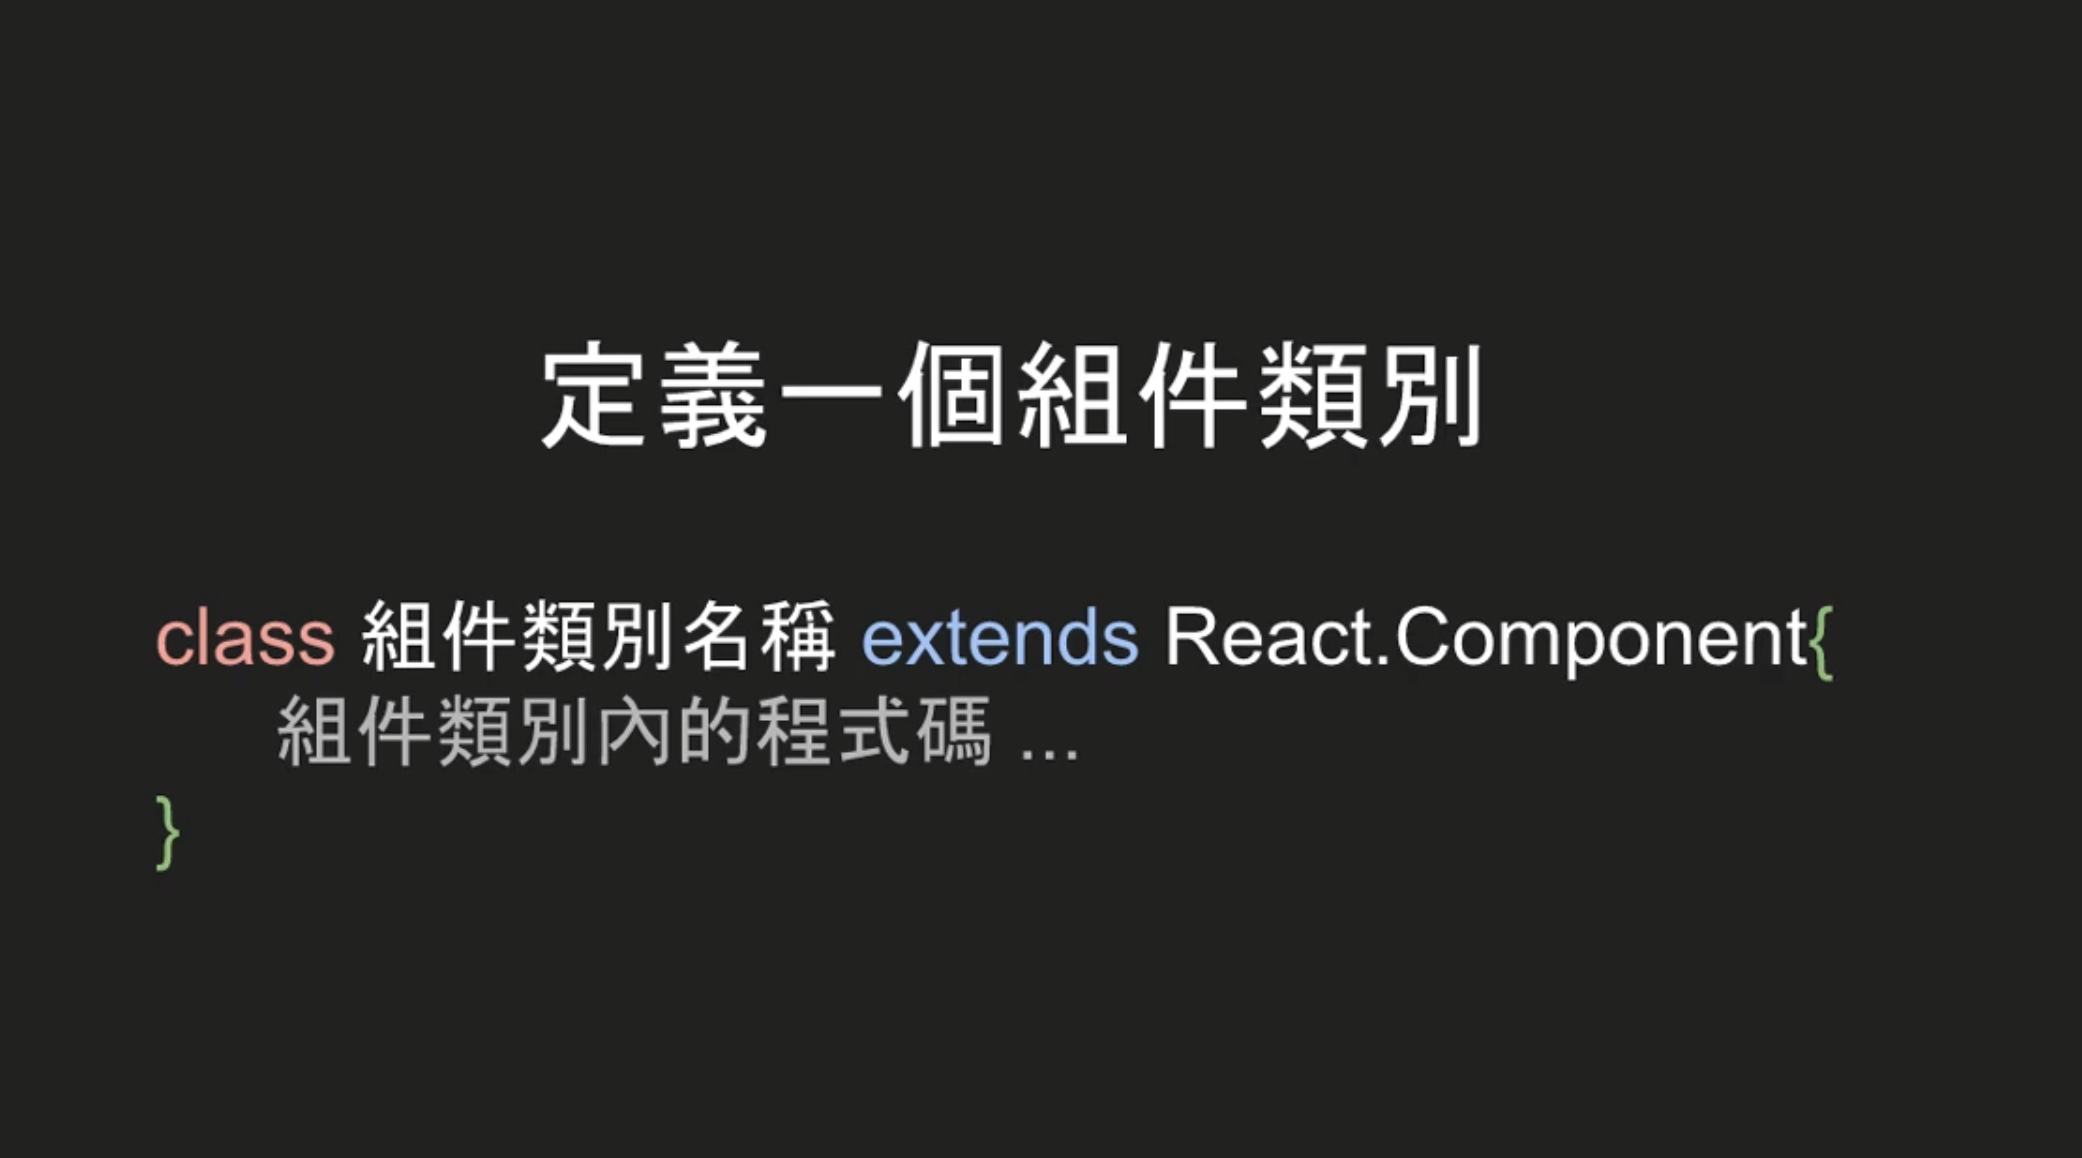 定義一個組件類別
class 組件類別名稱 extends React.Component{
組件類別內的程式碼 ...
}